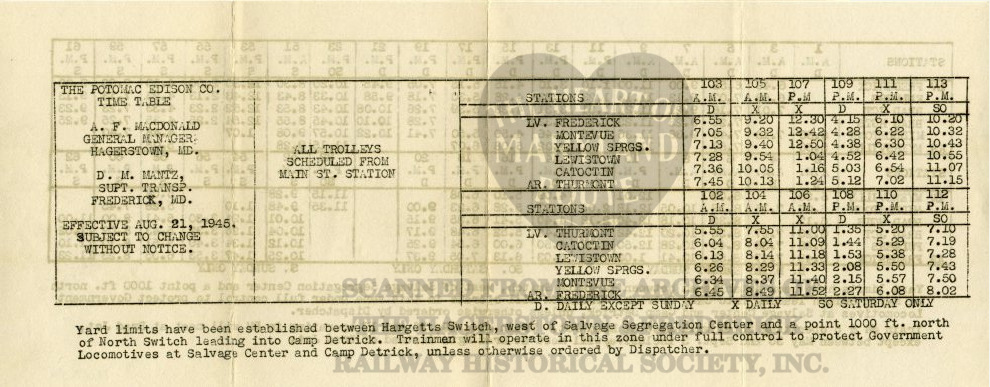 THE POTOMAC EDISON CO.
TIME TABLE
A. F. MACDONALD
GENERAL MANAGER
HAGERSTOWN, MD.
D. M. MANTZ,
SUPT. TRANSP.
FREDERICK, MD.
EFFECTIVE AUG. 21, 1945.
SUBJECT TO CHANGE
WITHOUT NOTICE.
ALL TROLLEYS
SCHEDULED FROM
MAIN ST. STATION
103 105 107 109 111 113
STATIONS A.M. A.M. P.M P.M. P.M. P.M.
D X X D X SO
LV. FREDERICK 6.55 9.20 12.30 4.15 6.10 10.20
MONTEVUE 7.05 9.32 12.42 4.28 6.22 10.32
YELLOW SPRGS. 7.13 9.40 12.50 4.38 6.30 10.43
LEWISTOWN 7.28 9.54 1.04 4.52 6.42 10.55
CATOCTIN 7.36 10.05 1.16 5.03 6.54 11.07
AR. THURMONT 7.45 10.13 1.24 5.12 7.02 11.15
102 104 106 108 110 112
STATIONS A.M. A.M. A.M. P.M. P.M. P.M.
D X X D X SO
LV. THURMONT 5.55 7.55 11.00 1.35 5.20 7.10
CATOCTIN 6.04 8.04 11.09 1.44 5.29 7.19
LEWISTOWN 6.13 8.14 11.18 1.53 5.38 7.28
YELLOW SPRGS. 6.26 8.29 11.33 2.08 5.50 7.43
MONTEVUE 6.34 8.37 11.40 2.15 5.57 7.50
AR. FREDERICK 6.45 8.49 11.52 2.27 6.08 8.02
D. DAILY EXCEPT SUNDAY X DAILY SO SATURDAY ONLY
Yard limits have been established between Hargetts Switch, west of Salvage Segregation Center and a point 1000 ft. north
of North Switch leading into Camp Detrick. Trainmen will operate in this zone under full control to protect Government
Locomotives at Salvage Center and Camp Detrick, unless otherwise ordered by Dispatcher.
RAILWAY HISTORICAL SOCIETY, INC.